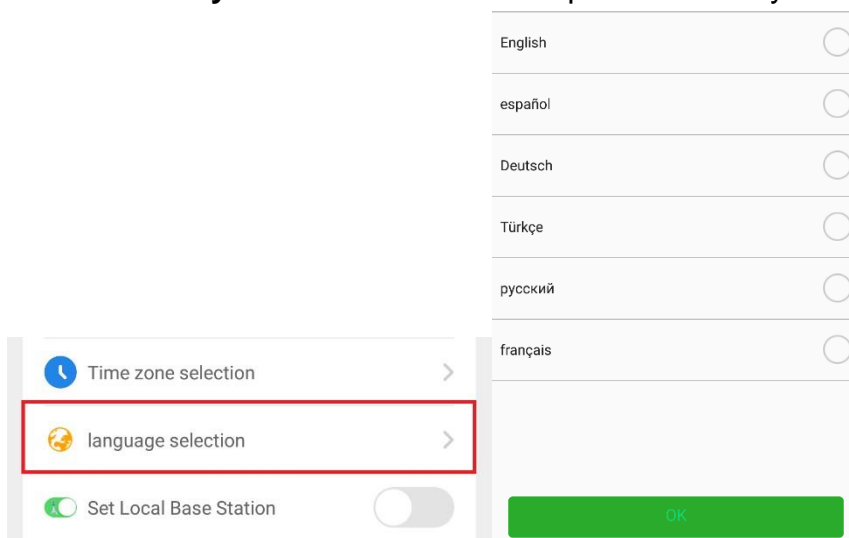 Time zone selection
language selection
Set Local Base Station
English
español
Deutsch
Türkçe
русский
français
OK